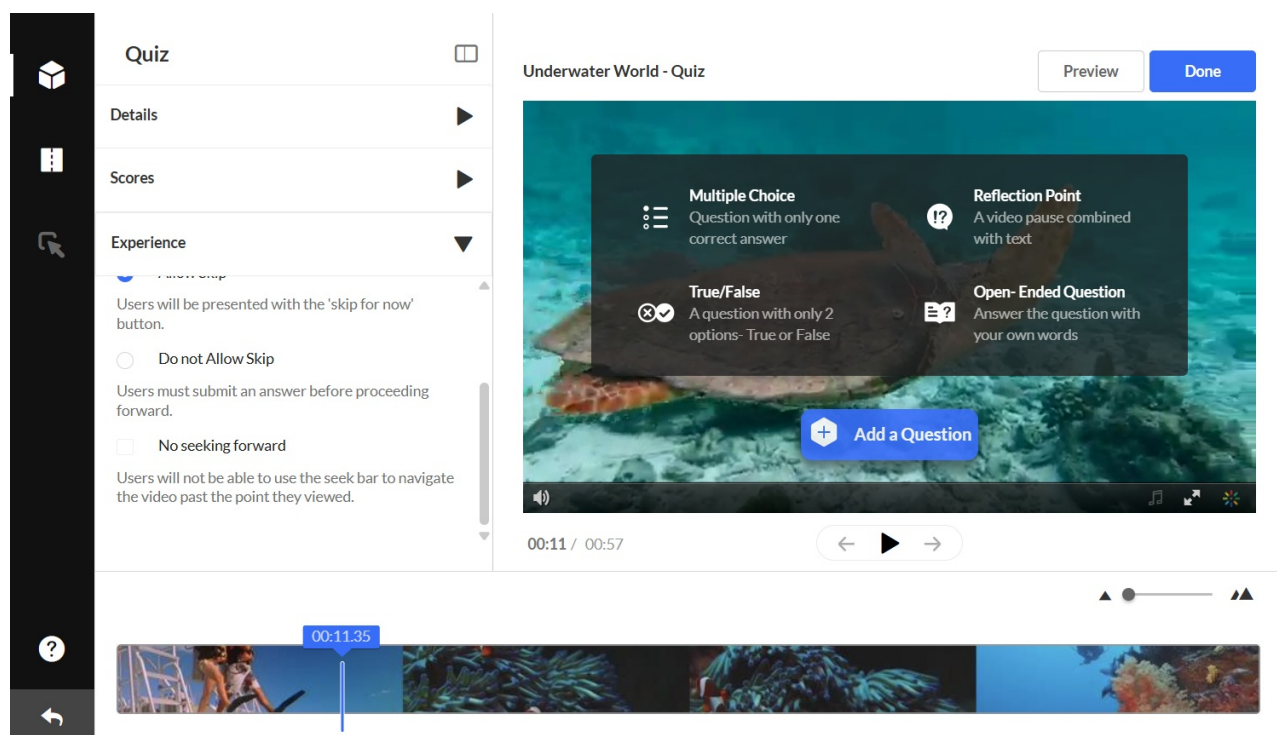 Quiz
Details
Scores
Experience
Allow Skip
Users will be presented with the 'skip for now'
button.
Do not Allow Skip
Users must submit an answer before proceeding
forward.
No seeking forward
Users will not be able to use the seek bar to navigate
the video past the point they viewed.
Underwater World - Quiz
Preview
Done
Multiple Choice
Question with only one
correct answer
Reflection Point
A video pause combined
with text
True/False
A question with only 2
options- True or False
Open- Ended Question
Answer the question with
your own words
Add a Question
00:11 / 00:57
00:11.35